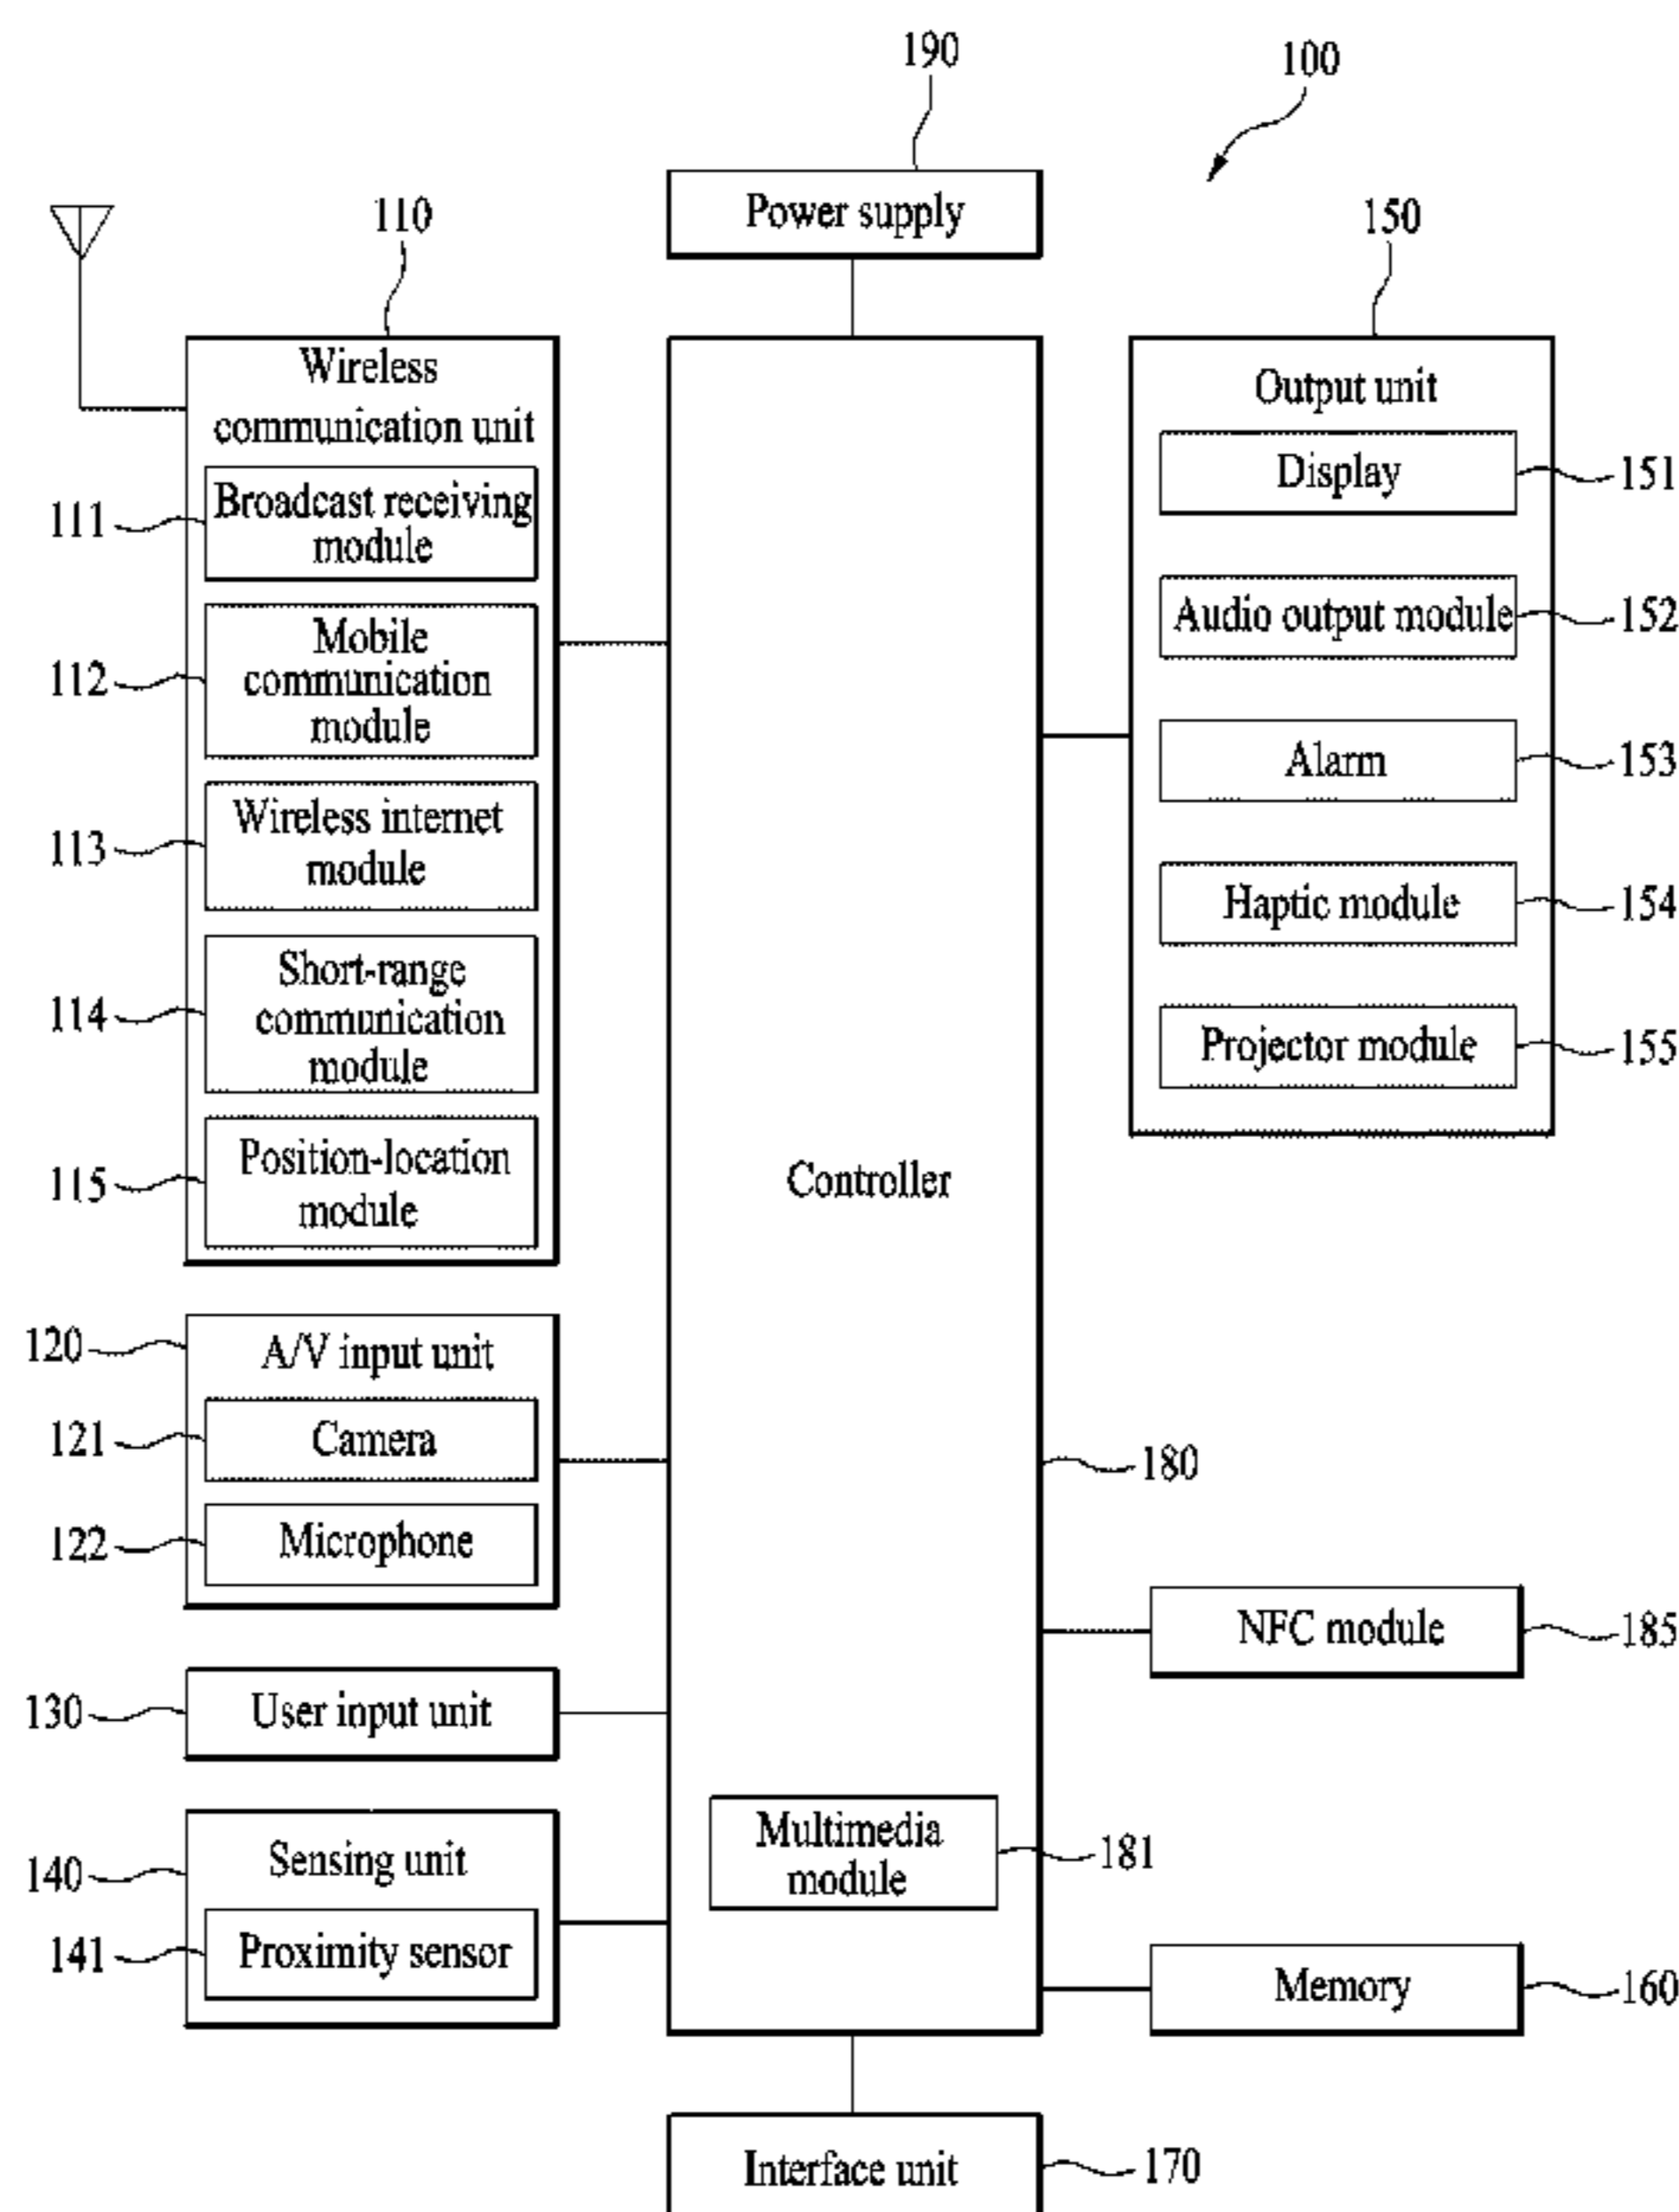 190
100
Power supply
110
150
Wireless
communication unit
Output unit
111
Broadcast receiving
module
Display
151
112
Mobile
communication
module
Audio output module
152
113
Wireless internet
module
Alarm
153
114
Short-range
communication
module
Haptic module
154
115
Position-location
module
Projector module
155
Controller
120
A/V input unit
121
Camera
180
122
Microphone
NFC module
185
130
User input unit
Multimedia
module
181
140
Sensing unit
141
Proximity sensor
Memory
160
Interface unit
170